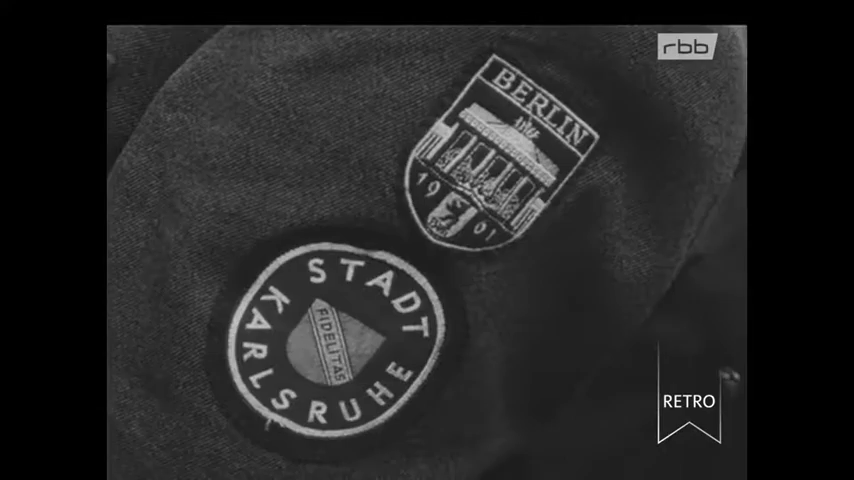 rbb
BERLIN
19 61
STADT
KARLSRUHE
FIDELITAS
RETRO